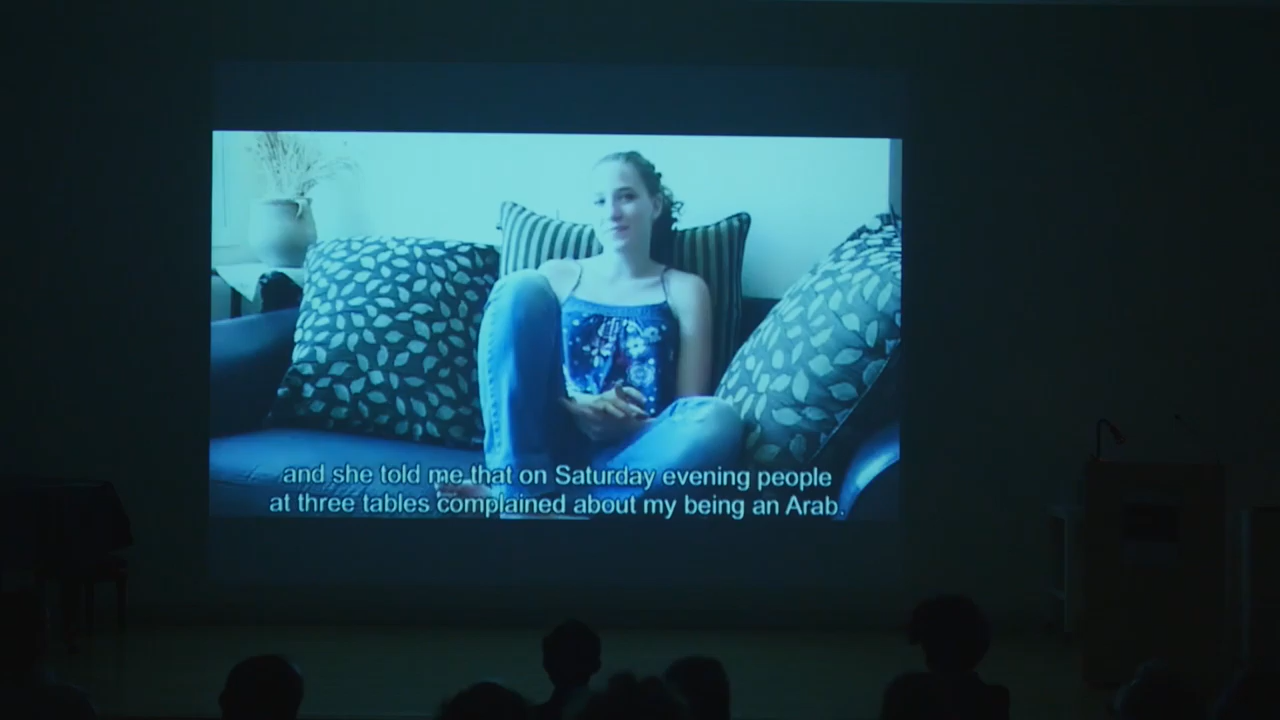 and she told me that on Saturday evening people
at three tables complained about my being an Arab.